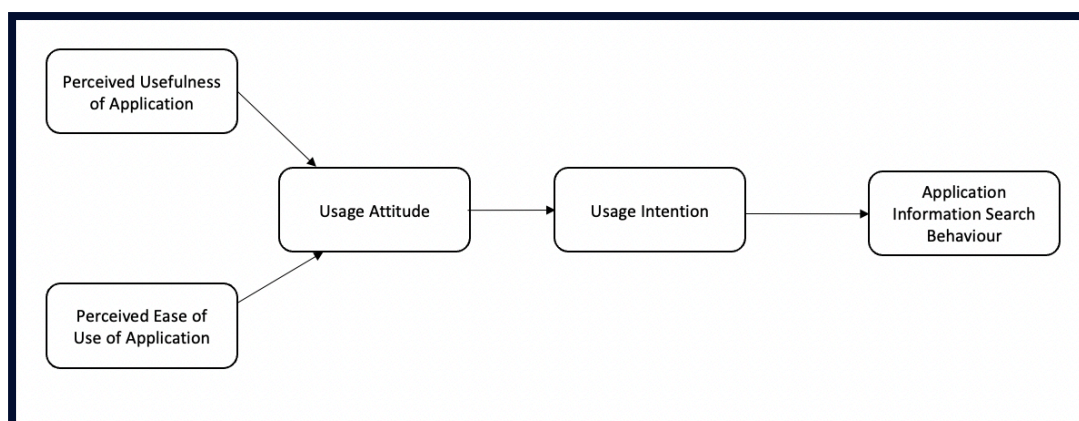 Perceived Usefulness
of Application
Usage Attitude
Usage Intention
Application
Information Search
Behaviour
Perceived Ease of
Use of Application